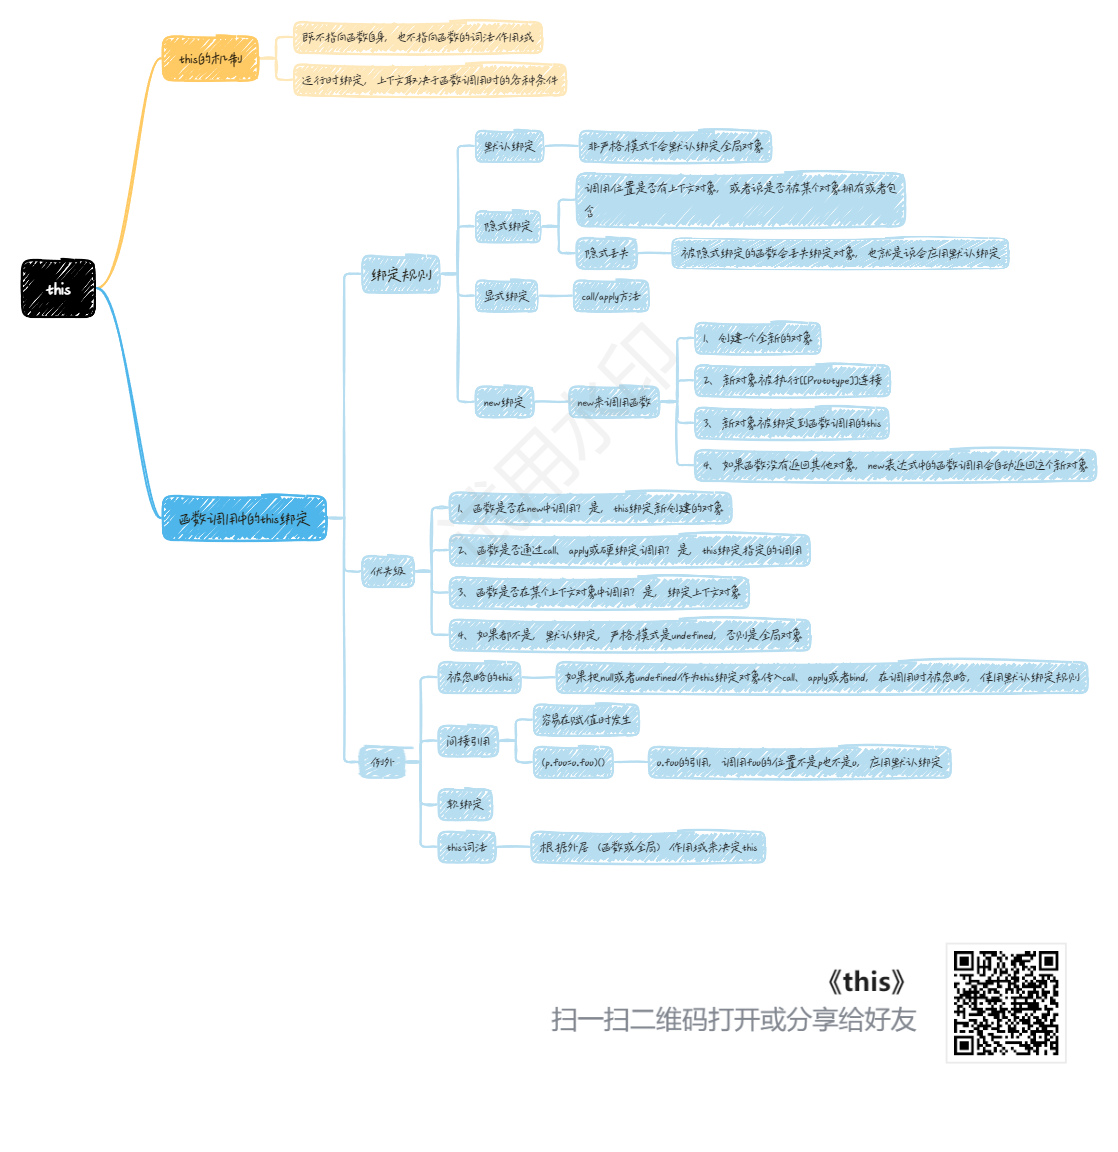 this
this的机制
既不指向函数自身，也不指向函数的词法作用域
运行时绑定，上下文取决于函数调用时的各种条件
函数调用中的this绑定
绑定规则
默认绑定
非严格模式下会默认绑定全局对象
隐式绑定
调用位置是否有上下文对象，或者说是否被某个对象拥有或者包
含
隐式丢失
被隐式绑定的函数会丢失绑定对象，也就是说会应用默认绑定
显式绑定
call/apply方法
new绑定
new来调用函数
1、创建一个全新的对象
2、新对象被执行[[Prototype]]连接
3、新对象被绑定到函数调用的this
4、如果函数没有返回其他对象，new表达式中的函数调用会自动返回这个新对象
优先级
1、函数是否在new中调用？是，this绑定新创建的对象
2、函数是否通过call、apply或硬绑定调用？是，this绑定指定的调用
3、函数是否在某个上下文对象中调用？是，绑定上下文对象
4、如果都不是，默认绑定，严格模式是undefined，否则是全局对象
例外
被忽略的this
如果把null或者undefined作为this绑定对象传入call、apply或者bind，在调用时被忽略，使用默认绑定规则
间接引用
容易在赋值时发生
(p.foo=o.foo)()
o.foo的引用，调用foo的位置不是p也不是o，应用默认绑定
软绑定
this词法
根据外层（函数或全局）作用域来决定this
试用水印
《this》
扫一扫二维码打开或分享给好友